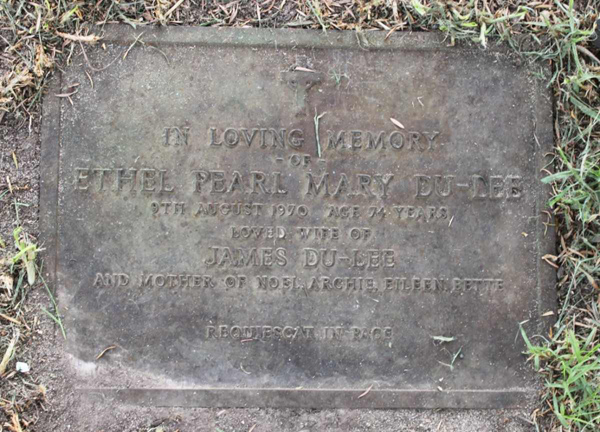 IN LOVING MEMORY
- OF -
ETHEL PEARL MARY DU-LEE
9TH AUGUST 1970 AGE 74 YEARS
LOVED WIFE OF
JAMES DU-LEE
AND MOTHER OF NOEL, ARCHIE, EILEEN, BETTE
REQUIESCAT IN PACE